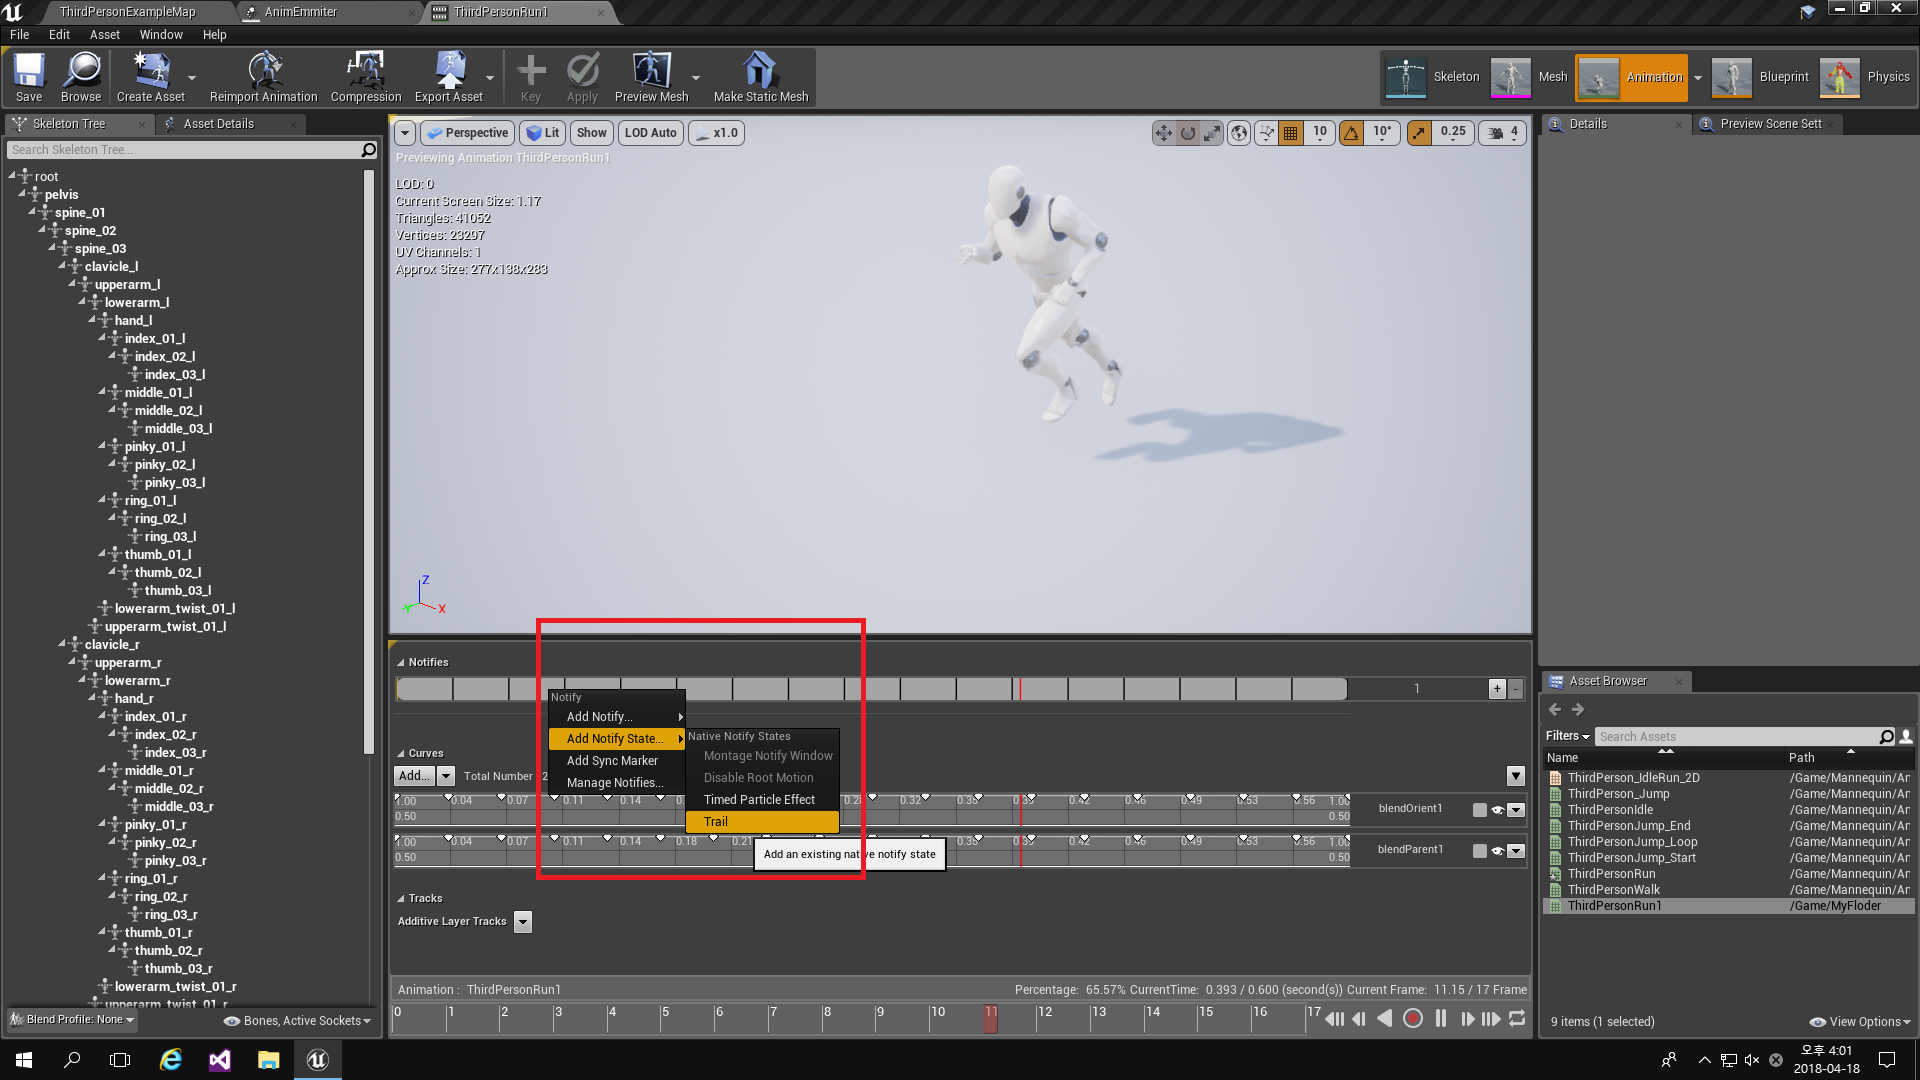 ThirdPersonExampleMap
AnimEmmiter
ThirdPersonRun1
File Edit Asset Window Help
Save
Browse
Create Asset
Reimport Animation
Compression
Export Asset
Key
Apply
Preview Mesh
Make Static Mesh
Skeleton
Mesh
Animation
Blueprint
Physics
Skeleton Tree
Asset Details
Search Skeleton Tree...
root
pelvis
spine_01
spine_02
spine_03
clavicle_l
upperarm_l
lowerarm_l
hand_l
index_01_l
index_02_l
index_03_l
middle_01_l
middle_02_l
middle_03_l
pinky_01_l
pinky_02_l
pinky_03_l
ring_01_l
ring_02_l
ring_03_l
thumb_01_l
thumb_02_l
thumb_03_l
lowerarm_twist_01_l
upperarm_twist_01_l
clavicle_r
upperarm_r
lowerarm_r
hand_r
index_01_r
index_02_r
index_03_r
middle_01_r
middle_02_r
middle_03_r
pinky_01_r
pinky_02_r
pinky_03_r
ring_01_r
ring_02_r
ring_03_r
thumb_01_r
thumb_02_r
thumb_03_r
lowerarm_twist_01_r
upperarm_twist_01_r
Blend Profile: None
Bones, Active Sockets
Perspective Lit Show LOD Auto x1.0
10 10° 0.25 4
Previewing Animation ThirdPersonRun1
LOD: 0
Current Screen Size: 1.17
Triangles: 41052
Vertices: 23297
UV Channels: 1
Approx Size: 277x138x283
Z
X
Y
Notifies
1
+ -
Notify
Add Notify...
Add Notify State...
Add Sync Marker
Manage Notifies...
Native Notify States
Montage Notify Window
Disable Root Motion
Timed Particle Effect
Trail
Add an existing native notify state
Curves
Add...
Total Number
2
1.00 0.04 0.07 0.11 0.14 0.28 0.32 0.35 0.39 0.42 0.46 0.49 0.53 0.56 1.00
0.50 0.50
blendOrient1
1.00 0.04 0.07 0.11 0.14 0.18 0.21 0.35 0.39 0.42 0.46 0.49 0.53 0.56 1.00
0.50 0.50
blendParent1
Tracks
Additive Layer Tracks
Animation : ThirdPersonRun1
Percentage: 65.57% CurrentTime: 0.393 / 0.600 (second(s)) Current Frame: 11.15 / 17 Frame
0 1 2 3 4 5 6 7 8 9 10 11 12 13 14 15 16 17
Details
Preview Scene Sett
Asset Browser
Filters
Search Assets
Name Path
ThirdPerson_IdleRun_2D /Game/Mannequin/An
ThirdPerson_Jump /Game/Mannequin/An
ThirdPersonIdle /Game/Mannequin/An
ThirdPersonJump_End /Game/Mannequin/An
ThirdPersonJump_Loop /Game/Mannequin/An
ThirdPersonJump_Start /Game/Mannequin/An
ThirdPersonRun /Game/Mannequin/An
ThirdPersonWalk /Game/Mannequin/An
ThirdPersonRun1 /Game/MyFloder
9 items (1 selected)
View Options
오후 4:01
2018-04-18